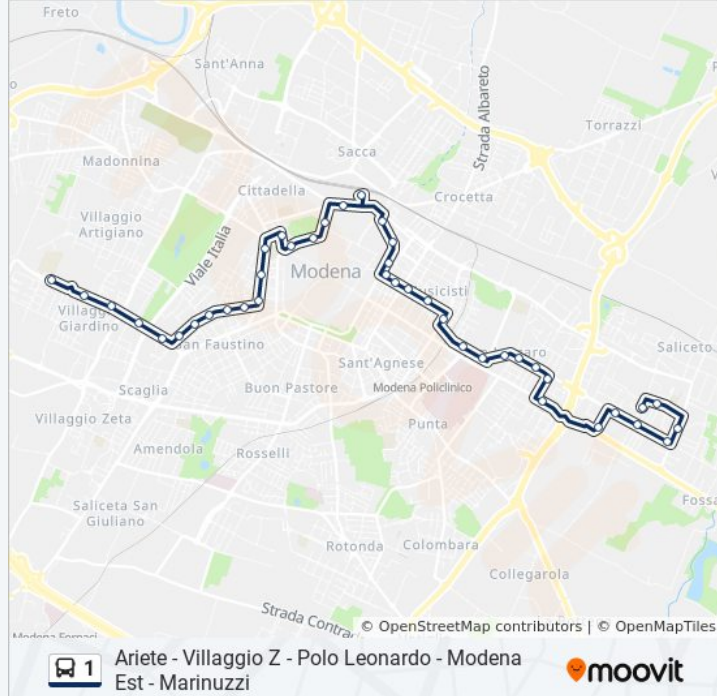 Freto
Sant'Anna
Strada Albareto
Torrazzi
Madonnina
Sacca
Cittadella
Crocetta
Villaggio
Artigiano
Viale Italia
Modena
Musicisti
Villaggio
Giardino
San Faustino
Saliceto
Sant'Agnese
Scaglia
Buon Pastore
Modena Policlinico
Villaggio Zeta
Punta
Amendola
Rosselli
Fossa
Saliceta San
Giuliano
Rotonda
Colombara
Collegarola
Strada Contra
Modena Fornaci
© OpenStreetMap contributors | © OpenMapTiles
1
Ariete - Villaggio Z - Polo Leonardo - Modena
Est - Marinuzzi
moovit